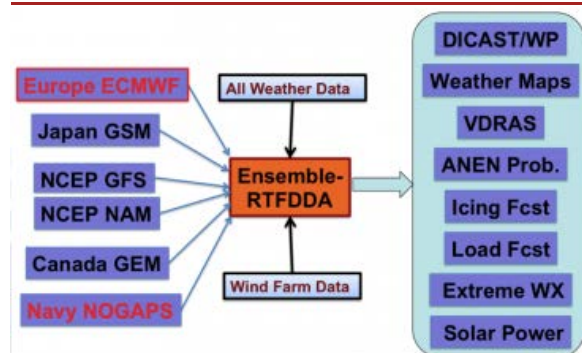 Europe ECMWF
Japan GSM
NCEP GFS
NCEP NAM
Canada GEM
Navy NOGAPS
All Weather Data
Ensemble-
RTFDDA
Wind Farm Data
DICAST/WP
Weather Maps
VDRAS
ANEN Prob.
Icing Fcst
Load Fcst
Extreme WX
Solar Power